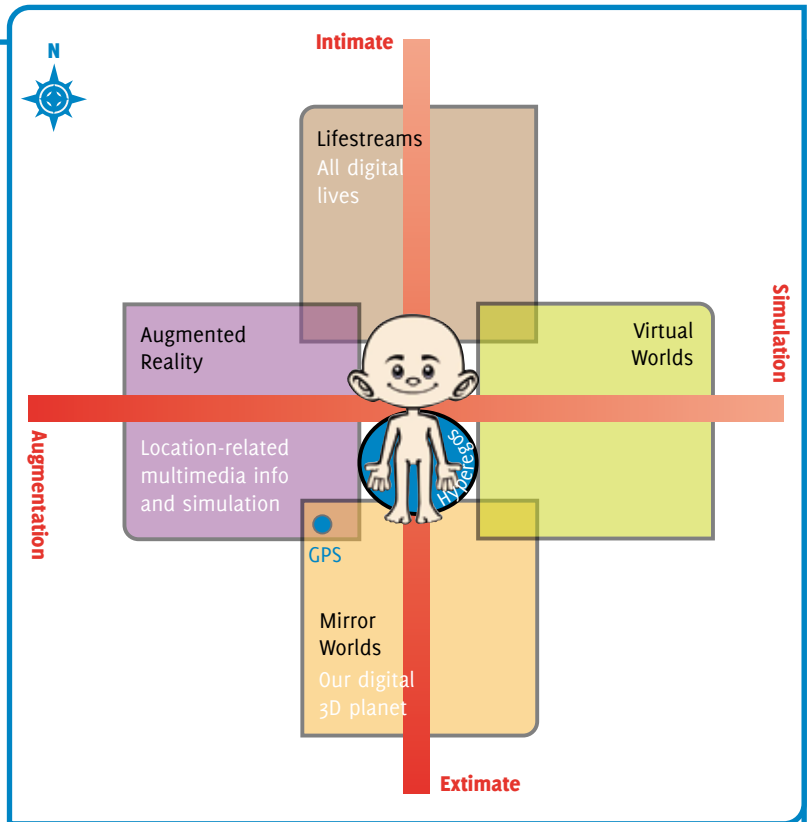 N
Intimate
Lifestreams
All digital
lives
Augmented
Reality
Location-related
multimedia info
and simulation
Virtual
Worlds
Simulation
Augmentation
Hyperegos
GPS
Mirror
Worlds
Our digital
3D planet
Extimate